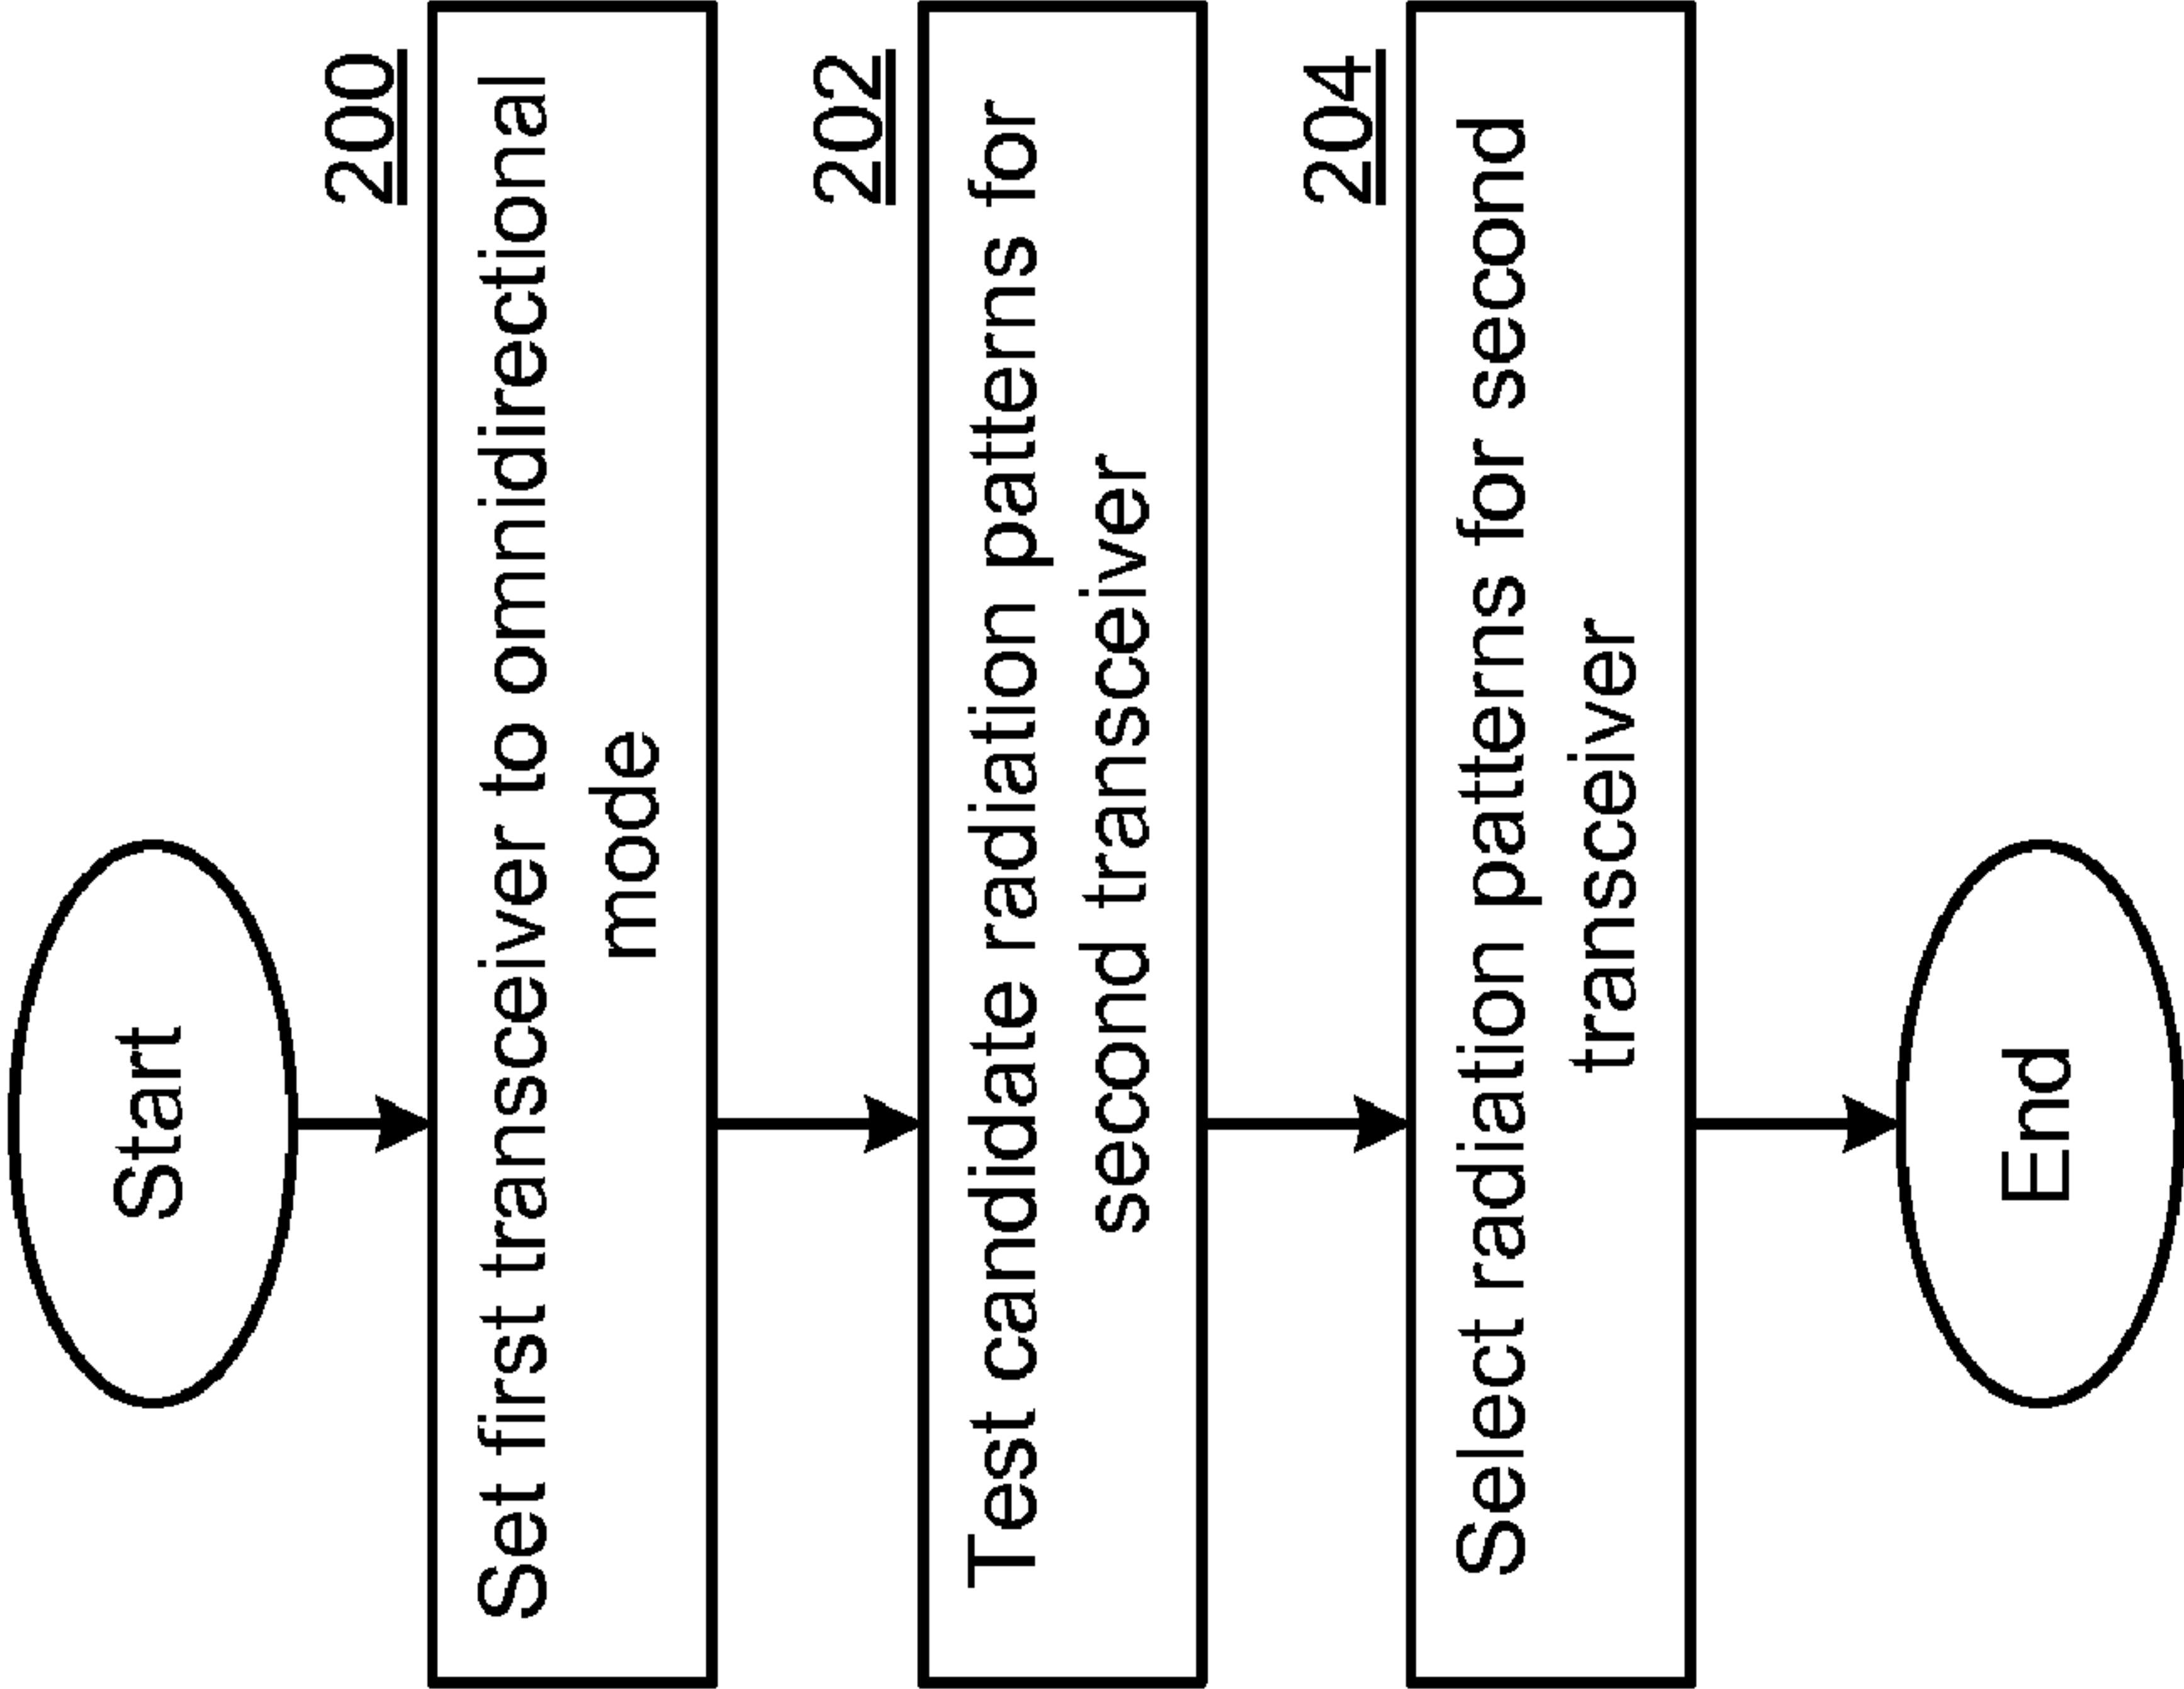 Start
200
Set first transceiver to omnidirectional
mode
202
Test candidate radiation patterns for
second transceiver
204
Select radiation patterns for second
transceiver
End